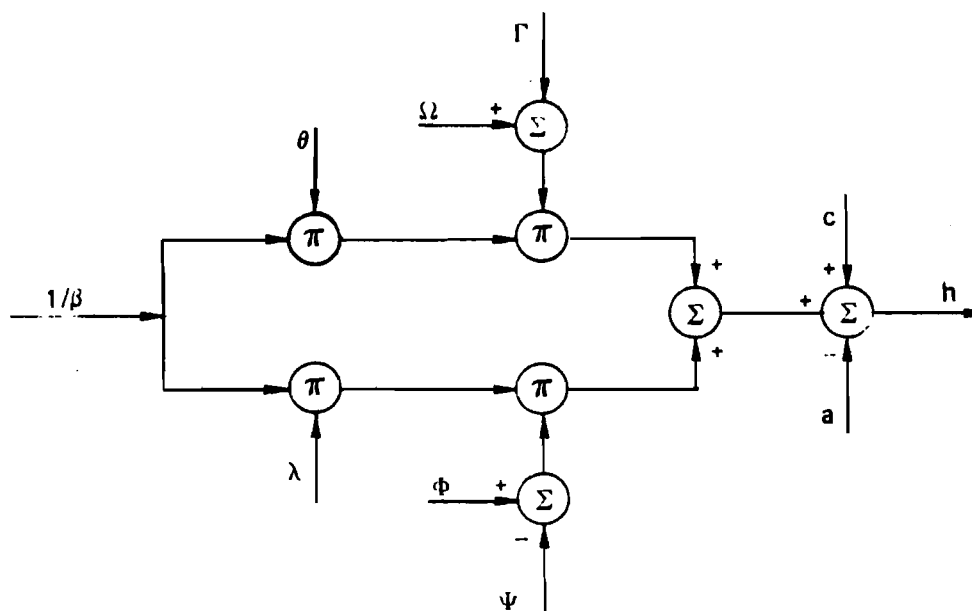 Γ
Ω + Σ
θ
π π
c
+ +
1/β Σ + Σ h
+ -
π π
a
λ
Φ + Σ
-
Ψ